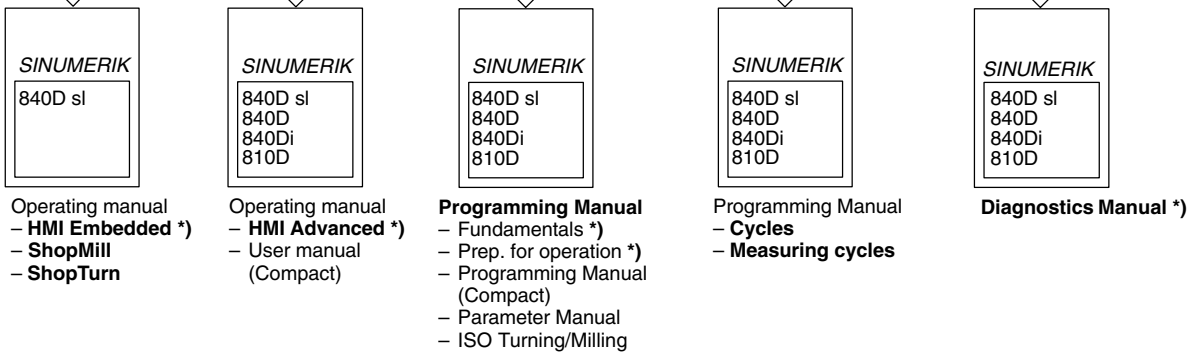 SINUMERIK
840D sl
Operating manual
– HMI Embedded *)
– ShopMill
– ShopTurn
SINUMERIK
840D sl
840D
840Di
810D
Operating manual
– HMI Advanced *)
– User manual
(Compact)
SINUMERIK
840D sl
840D
840Di
810D
Programming Manual
– Fundamentals *)
– Prep. for operation *)
– Programming Manual
(Compact)
– Parameter Manual
– ISO Turning/Milling
SINUMERIK
840D sl
840D
840Di
810D
Programming Manual
– Cycles
– Measuring cycles
SINUMERIK
840D sl
840D
840Di
810D
Diagnostics Manual *)